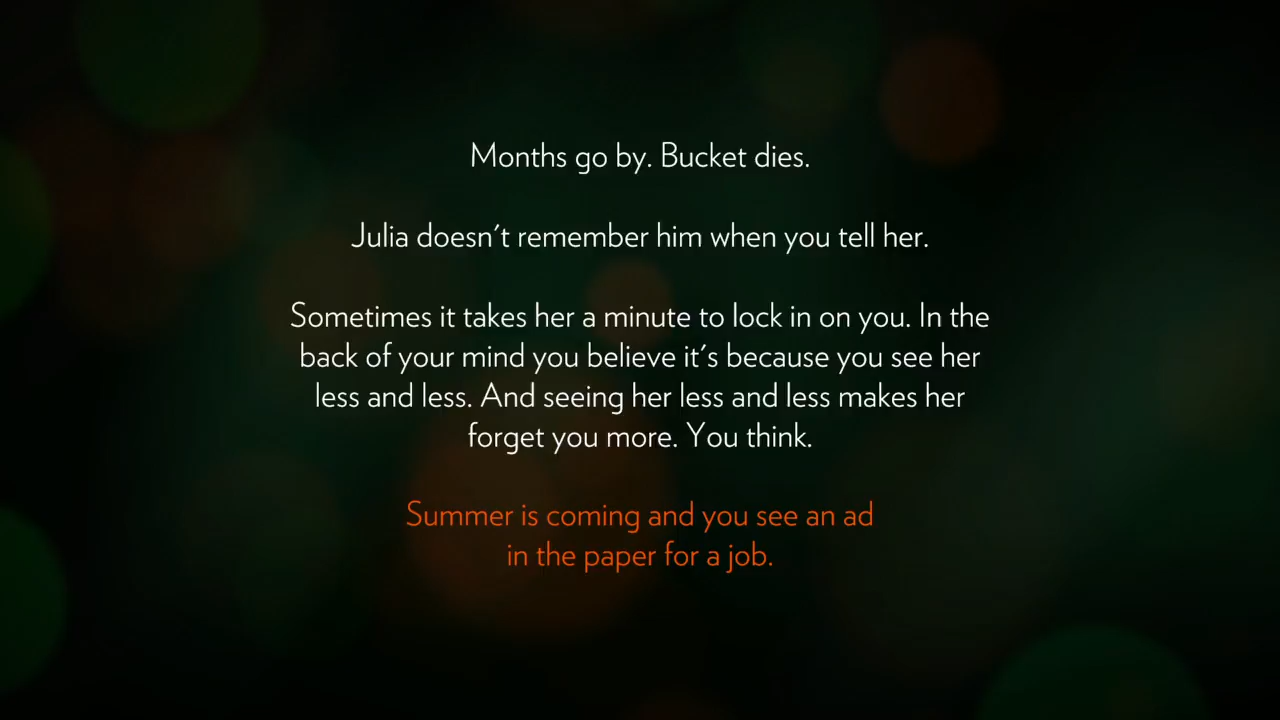 Months go by. Bucket dies.
Julia doesn't remember him when you tell her.
Sometimes it takes her a minute to lock in on you. In the
back of your mind you believe it's because you see her
less and less. And seeing her less and less makes her
forget you more. You think.
Summer is coming and you see an ad
in the paper for a job.